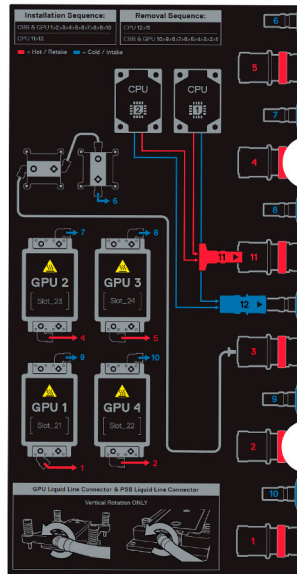 Installation Sequence:
CRB & GPU 1>2>3>4>5>6>7>8>9>10
CPU 11>12
Removal Sequence:
CPU 12>11
CRB & GPU 10>9>8>7>6>5>4>3>2>1
= Hot / Retake
= Cold / Intake
CPU
2
CPU
1
6
7
8
GPU 2
Slot_23
GPU 3
Slot_24
4
5
9
10
GPU 1
Slot_21
GPU 4
Slot_22
1
2
11
12
6
5
7
4
8
11
3
9
2
10
1
GPU Liquid Line Connector & PSB Liquid Line Connector
Vertical Rotation ONLY